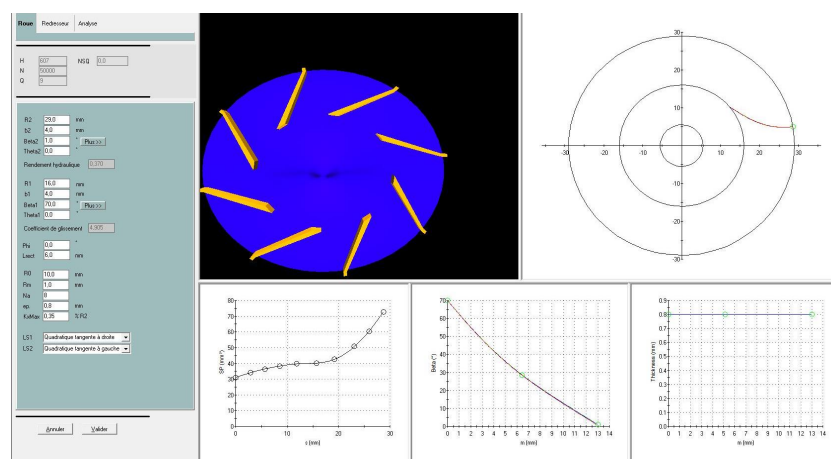 Roue Redresseur Analyse
H 607 NSQ 0,0
N 90000
Q 9
R2 29,0 mm
b2 4,0 mm
Beta2 1,0 ° Plus >>
Theta2 0,0 °
Rendement hydraulique 0,370
R1 16,0 mm
b1 4,0 mm
Beta1 70,0 ° Plus >>
Theta1 0,0 °
Coefficient de glissement 4,905
Phi 0,0 °
Lrect 6,0 mm
R0 10,0 mm
Rm 1,0 mm
Na 8
ep. 0,8 mm
KsMax 0,35 % R2
LS1 Quadratique tangente à droite
LS2 Quadratique tangente à gauche
Annuler Valider
30
20
10
-30 -20 -10 10 20 30
-10
-20
-30
80
70
60
50
40
30
20
10
0
0 10 20 30
s (mm)
70
60
50
40
30
20
10
0
Beta (°)
0 1 2 3 4 5 6 7 8 9 10 11 12 13 14
m (mm)
0.9
0.8
0.7
0.6
0.5
0.4
0.3
0.2
0.1
0.0
Thickness (mm)
0 1 2 3 4 5 6 7 8 9 10 11 12 13 14
m (mm)